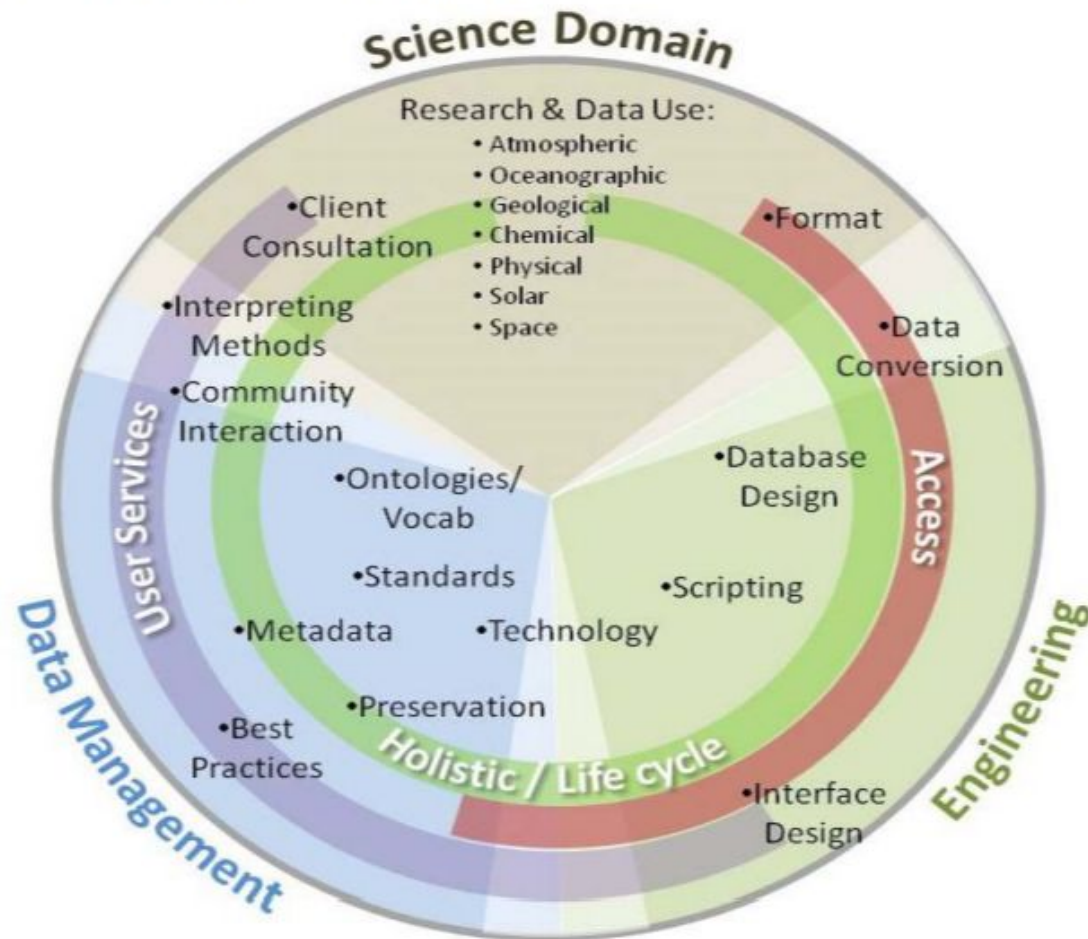 Science Domain
Research & Data Use:
• Atmospheric
• Oceanographic
• Geological
• Chemical
• Physical
• Solar
• Space
•Client
Consultation
•Format
•Interpreting
Methods
•Data
Conversion
•Community
Interaction
User Services
Access
•Ontologies/
Vocab
•Database
Design
•Standards
•Scripting
•Metadata
•Technology
•Preservation
•Best
Practices
Holistic / Life cycle
•Interface
Design
Data Management
Engineering